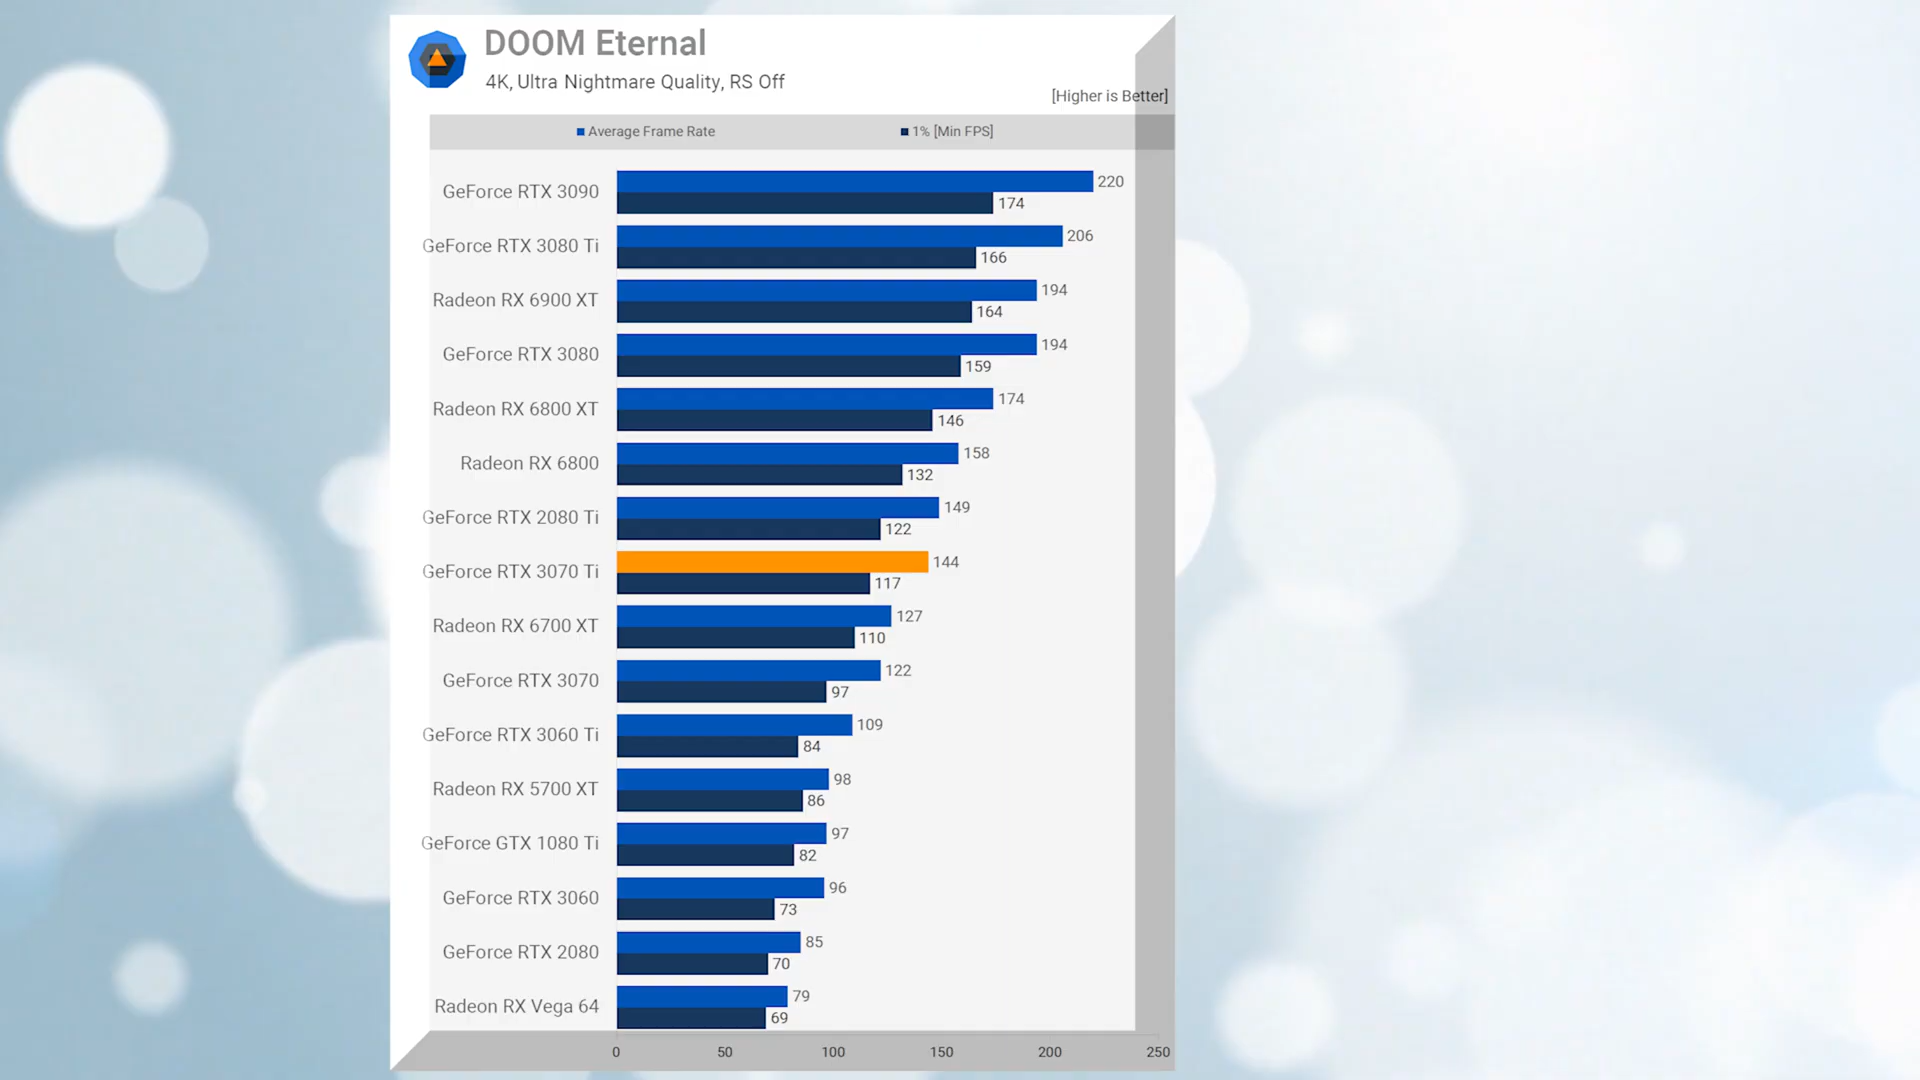 DOOM Eternal
4K, Ultra Nightmare Quality, RS Off
[Higher is Better]
Average Frame Rate 1% [Min FPS]
GeForce RTX 3090 220
174
GeForce RTX 3080 Ti 206
166
Radeon RX 6900 XT 194
164
GeForce RTX 3080 194
159
Radeon RX 6800 XT 174
146
Radeon RX 6800 158
132
GeForce RTX 2080 Ti 149
122
GeForce RTX 3070 Ti 144
117
Radeon RX 6700 XT 127
110
GeForce RTX 3070 122
97
GeForce RTX 3060 Ti 109
84
Radeon RX 5700 XT 98
86
GeForce GTX 1080 Ti 97
82
GeForce RTX 3060 96
73
GeForce RTX 2080 85
70
Radeon RX Vega 64 79
69
0 50 100 150 200 250